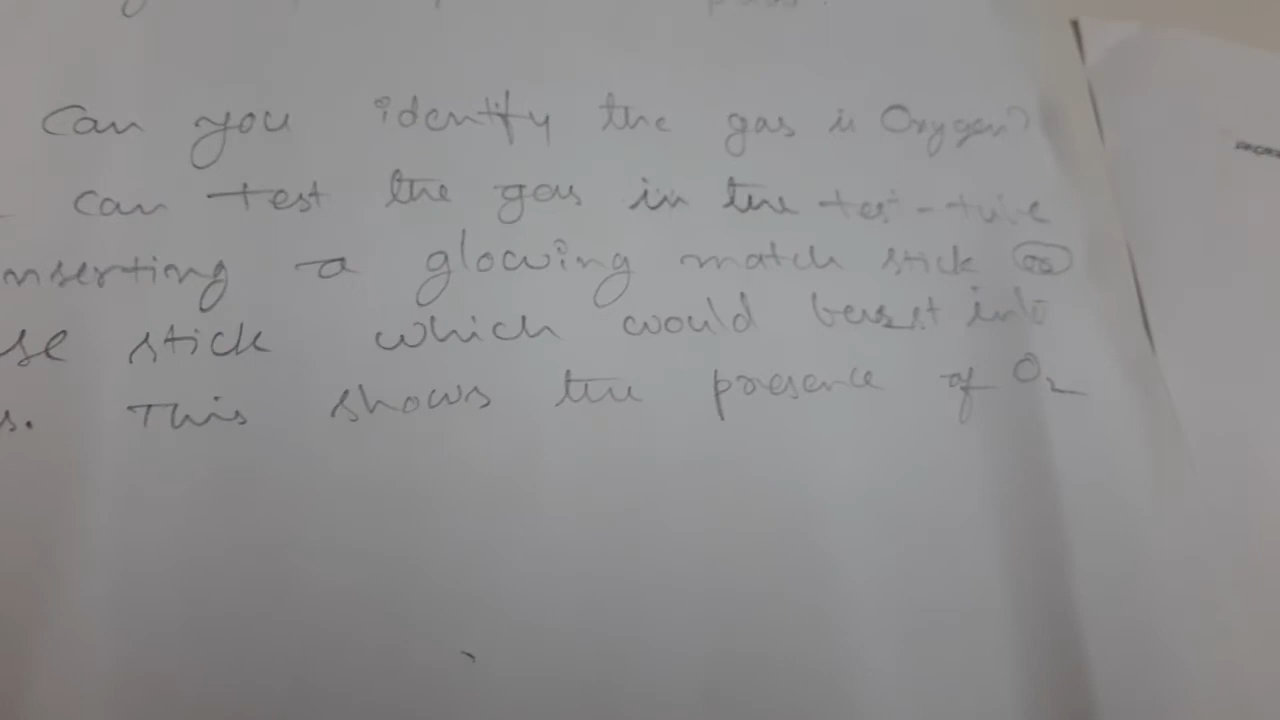 Can you identify the gas is Oxygen?
can test the gas in the test-tube
nserting a glowing match stick or
se stick which would burst into
s. This shows the presence of O₂